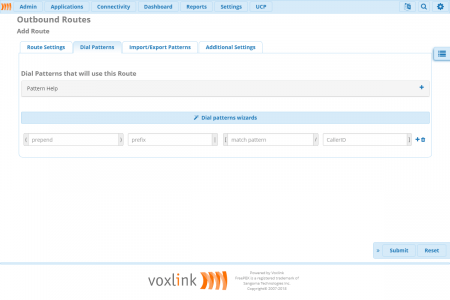 Admin Applications Connectivity Dashboard Reports Settings UCP
Outbound Routes
Add Route
Route Settings Dial Patterns Import/Export Patterns Additional Settings
Dial Patterns that will use this Route
Pattern Help +
Dial patterns wizards
( prepend ) prefix | [ match pattern / CallerID ] +
» Submit Reset
voxlink
Powered by Voxlink
FreePBX is a registered trademark of
Sangoma Technologies Inc.
Copyright© 2007-2018